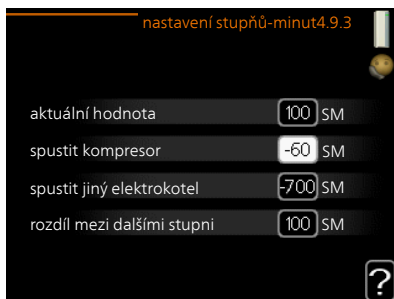 nastavení stupňů-minut4.9.3
aktuální hodnota 100 SM
spustit kompresor -60 SM
spustit jiný elektrokotel -700 SM
rozdíl mezi dalšími stupni 100 SM
?